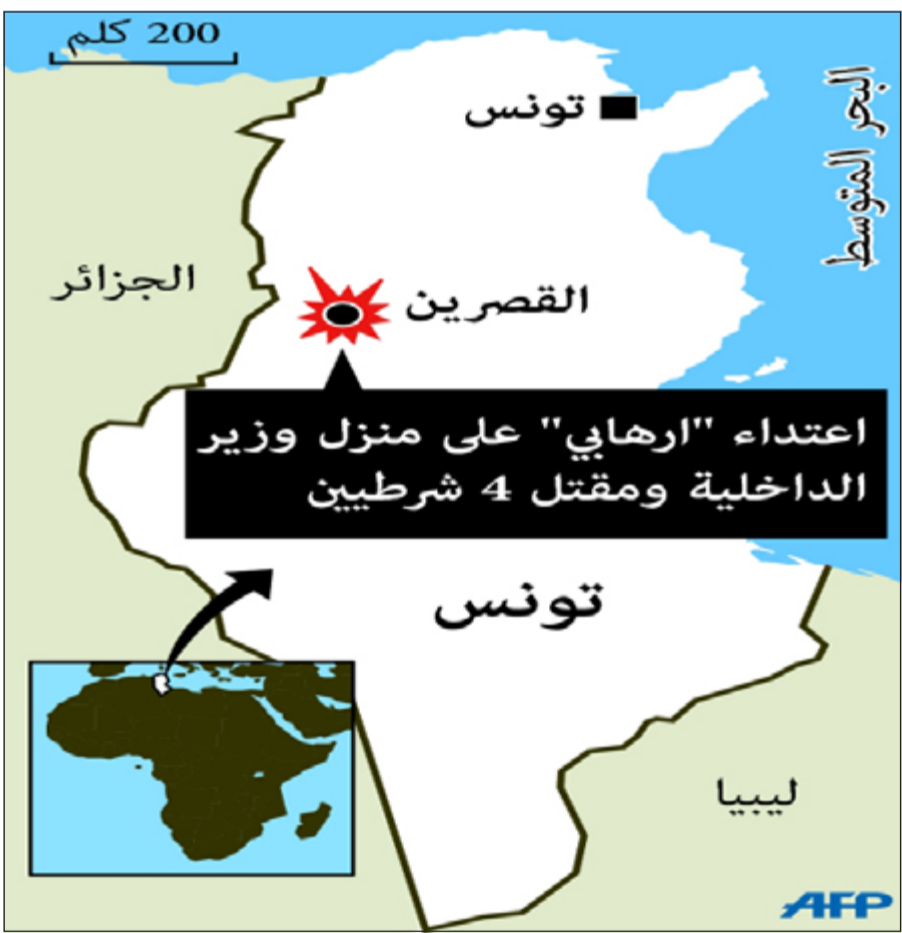 200 كلم
البحر المتوسط
تونس
الجزائر
القصرين
اعتداء "ارهابي" على منزل وزير
الداخلية ومقتل 4 شرطيين
تونس
ليبيا
AFP